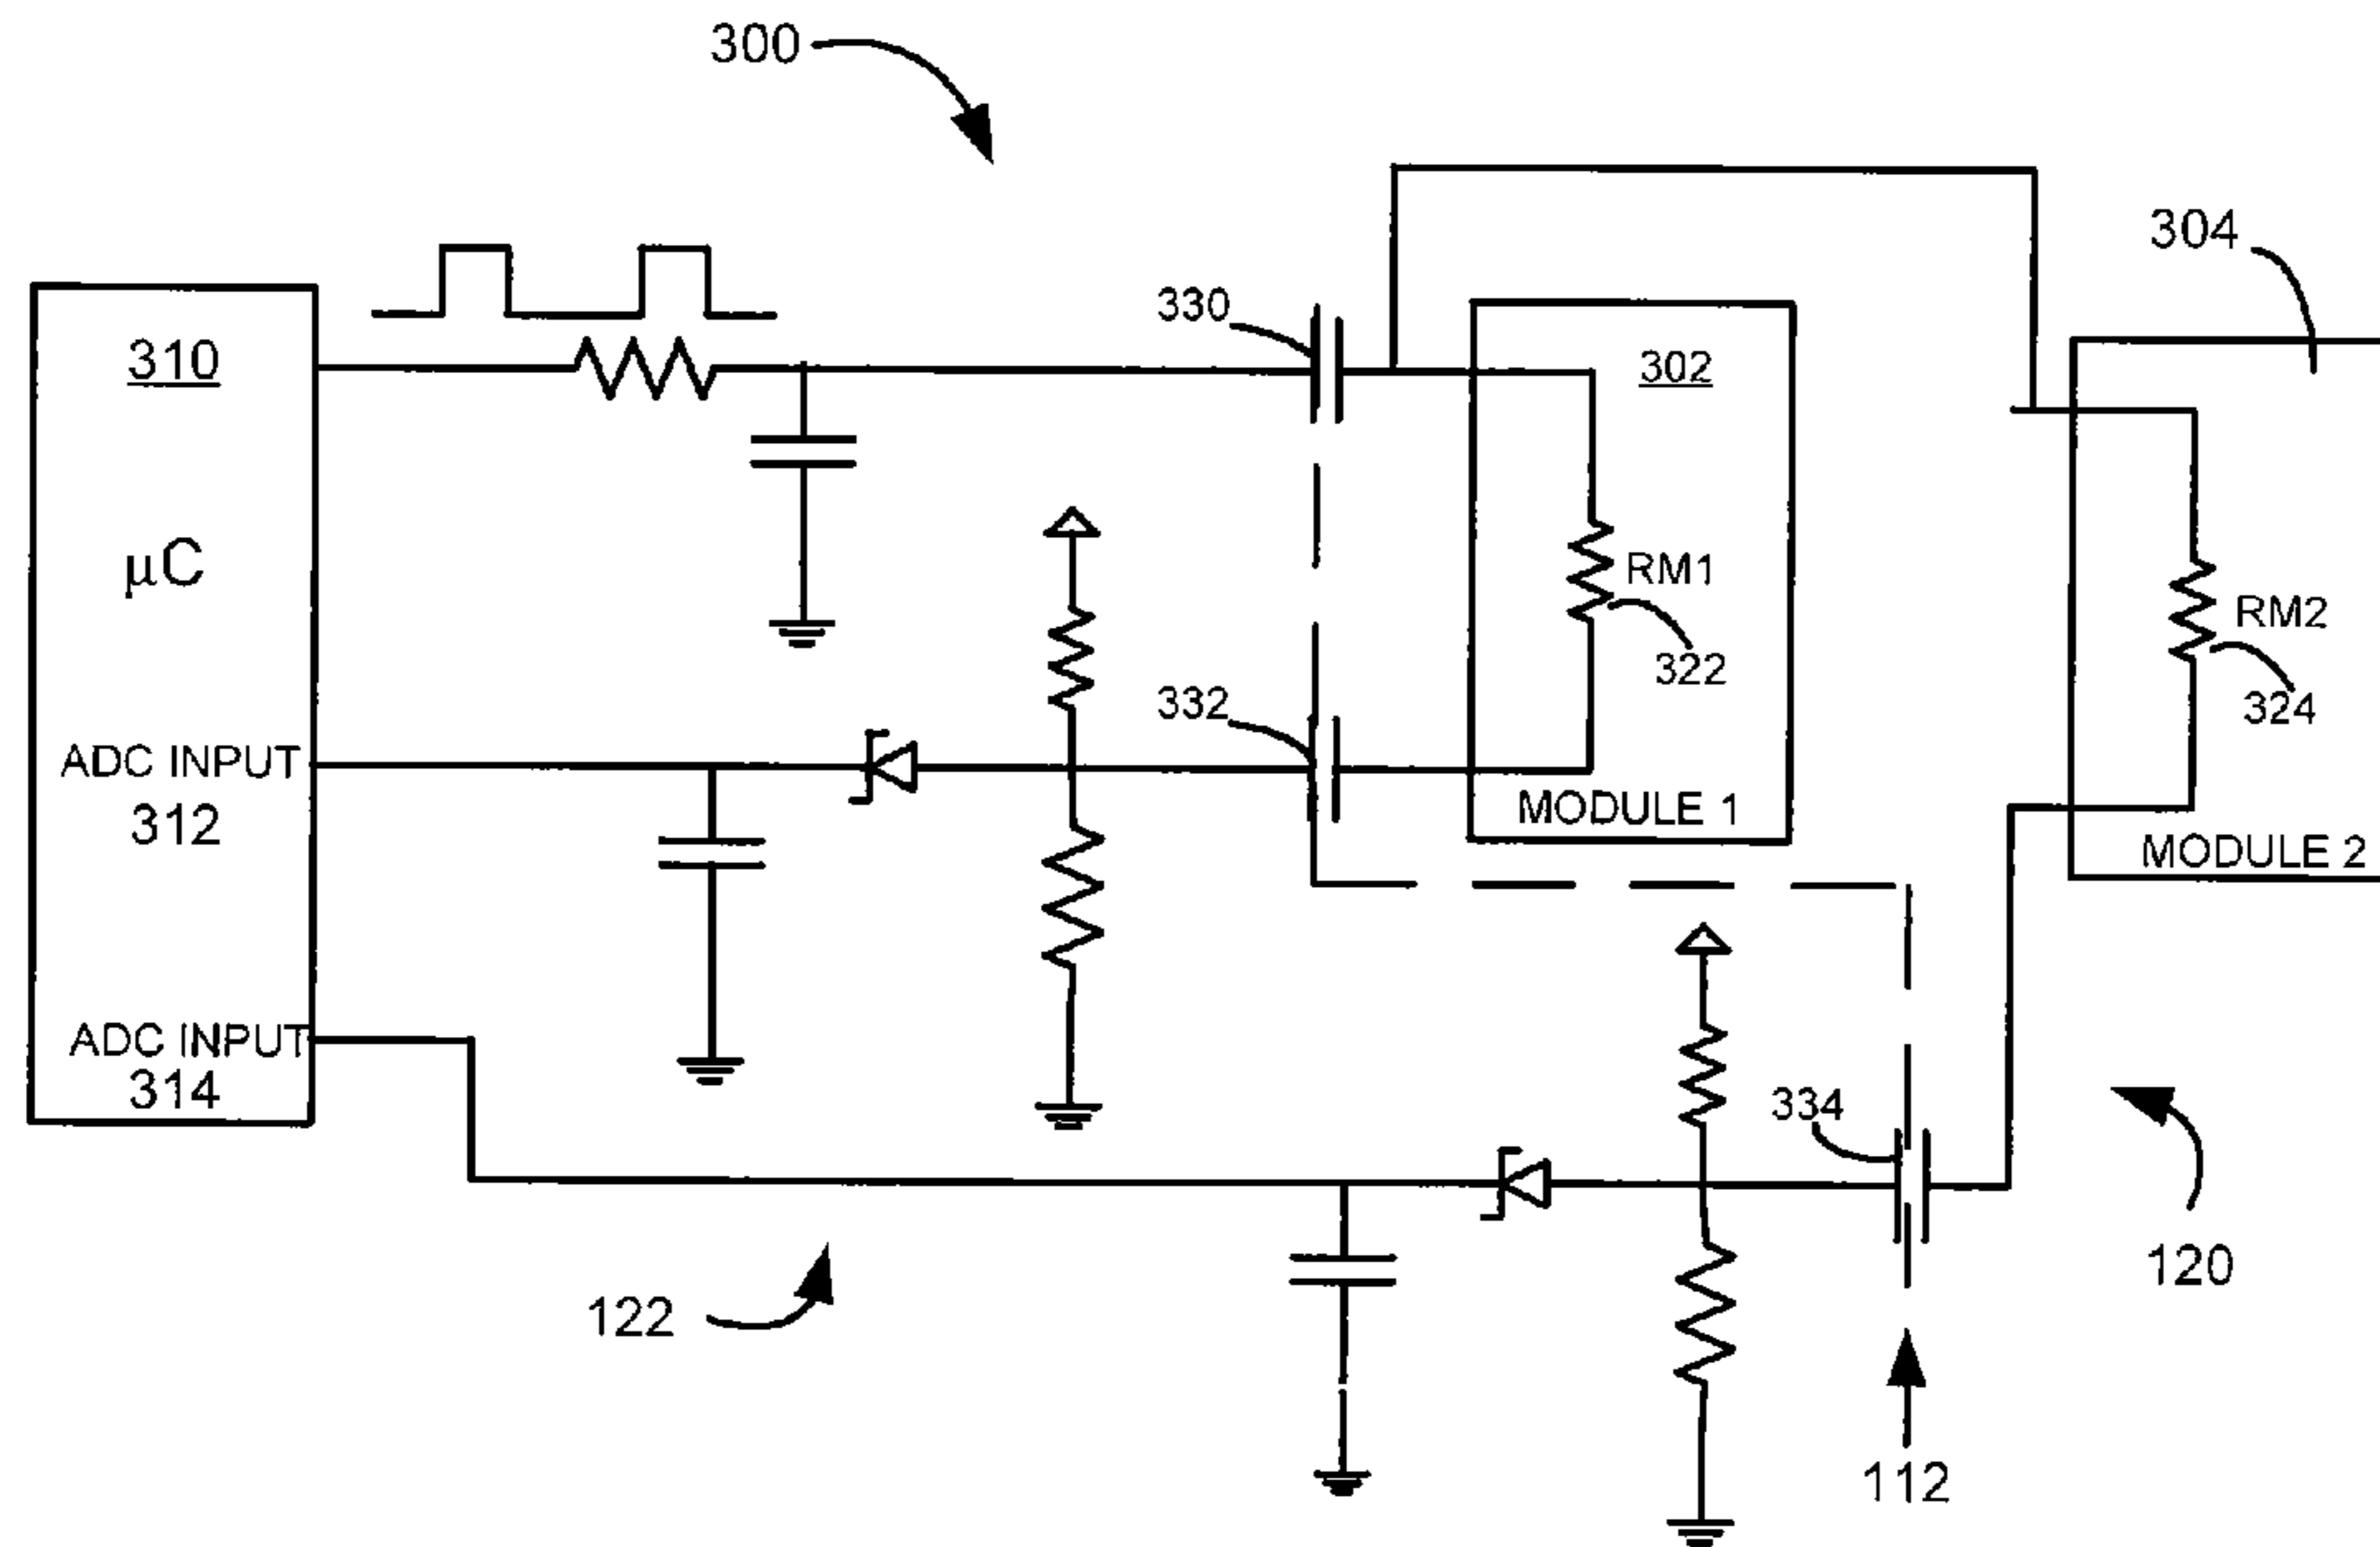 300
304
330
310
302
μC
RM1
RM2
322
332
324
ADC INPUT
312
MODULE 1
MODULE 2
ADC INPUT
314
334
120
122
112